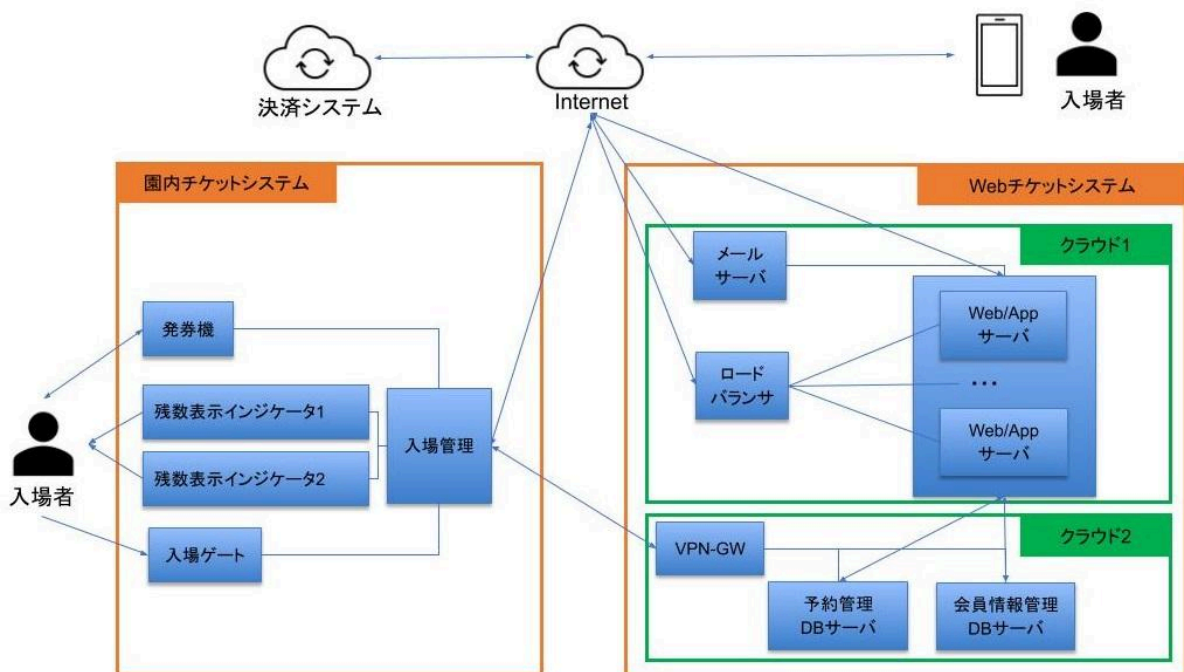 決済システム
Internet
入場者
園内チケットシステム
Webチケットシステム
クラウド1
メール
サーバ
Web/App
サーバ
発券機
ロード
バランサ
…
残数表示インジケータ1
入場管理
Web/App
サーバ
残数表示インジケータ2
入場者
入場ゲート
クラウド2
VPN-GW
予約管理
DBサーバ
会員情報管理
DBサーバ